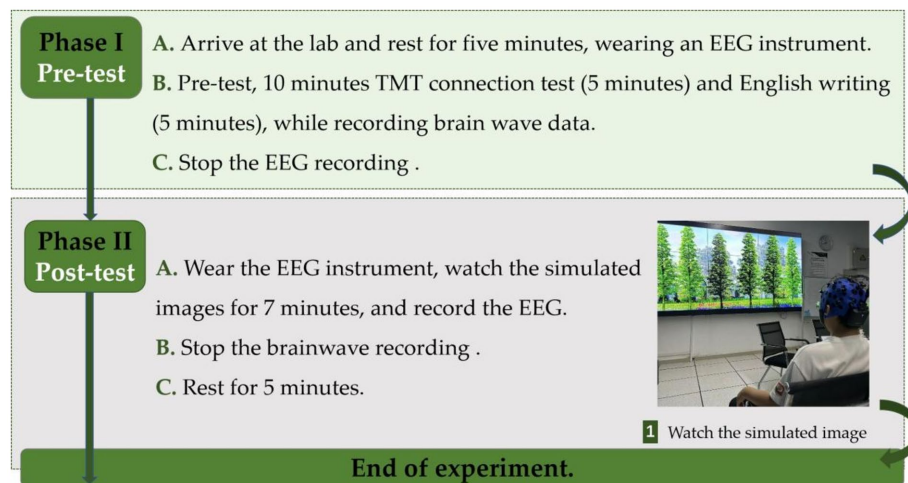 Phase I
Pre-test
A. Arrive at the lab and rest for five minutes, wearing an EEG instrument.
B. Pre-test, 10 minutes TMT connection test (5 minutes) and English writing
(5 minutes), while recording brain wave data.
C. Stop the EEG recording .
Phase II
Post-test
A. Wear the EEG instrument, watch the simulated
images for 7 minutes, and record the EEG.
B. Stop the brainwave recording .
C. Rest for 5 minutes.
1 Watch the simulated image
End of experiment.